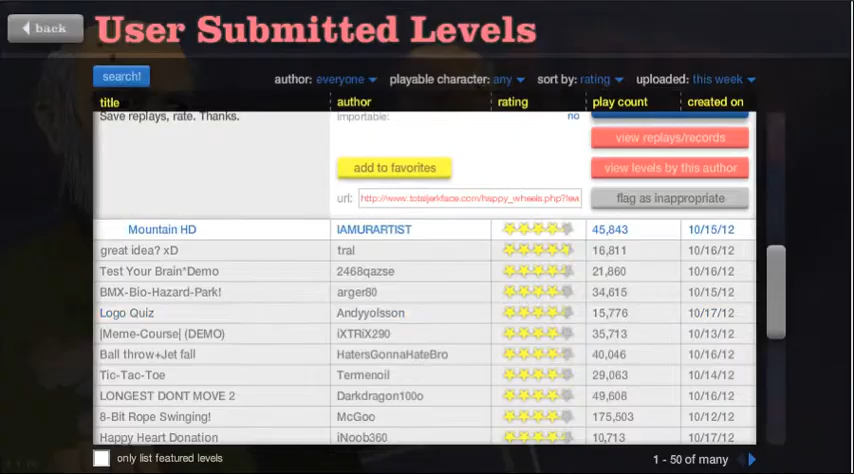 back
User Submitted Levels
search!
author: everyone playable character: any sort by: rating uploaded: this week
title author rating play count created on
Save replays, rate. Thanks.
importable: no
view replays/records
add to favorites
view levels by this author
url: http://www.totaljerkface.com/happy_wheels.php?lev
flag as inappropriate
Mountain HD IAMURARTIST 45,843 10/15/12
great idea? xD tral 16,811 10/16/12
Test Your Brain*Demo 2468qazse 21,860 10/16/12
BMX-Bio-Hazard-Park! arger80 34,615 10/15/12
Logo Quiz Andyyolsson 15,776 10/17/12
|Meme-Course| (DEMO) iXTRiX290 35,713 10/13/12
Ball throw+Jet fall HatersGonnaHateBro 40,046 10/16/12
Tic-Tac-Toe Termenoil 29,063 10/14/12
LONGEST DONT MOVE 2 Darkdragon100o 49,608 10/16/12
8-Bit Rope Swinging! McGoo 175,503 10/12/12
Happy Heart Donation iNoob360 10,713 10/17/12
only list featured levels
1 - 50 of many